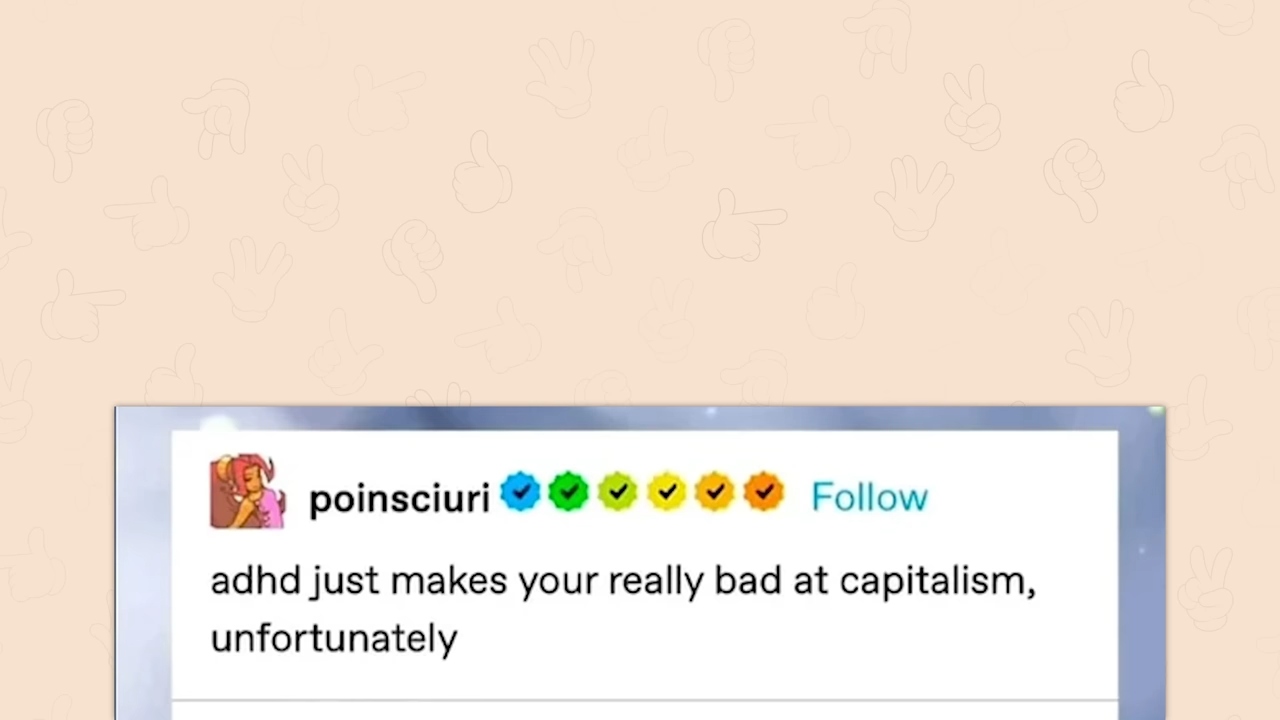 poinsciuri Follow
adhd just makes your really bad at capitalism,
unfortunately